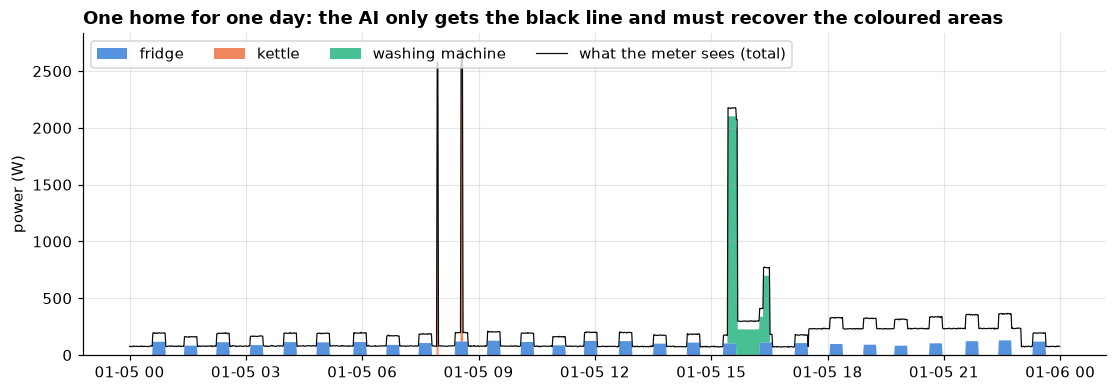 One home for one day: the AI only gets the black line and must recover the coloured areas
fridge kettle washing machine what the meter sees (total)
power (W)
2500
2000
1500
1000
500
0
01-05 00 01-05 03 01-05 06 01-05 09 01-05 12 01-05 15 01-05 18 01-05 21 01-06 00